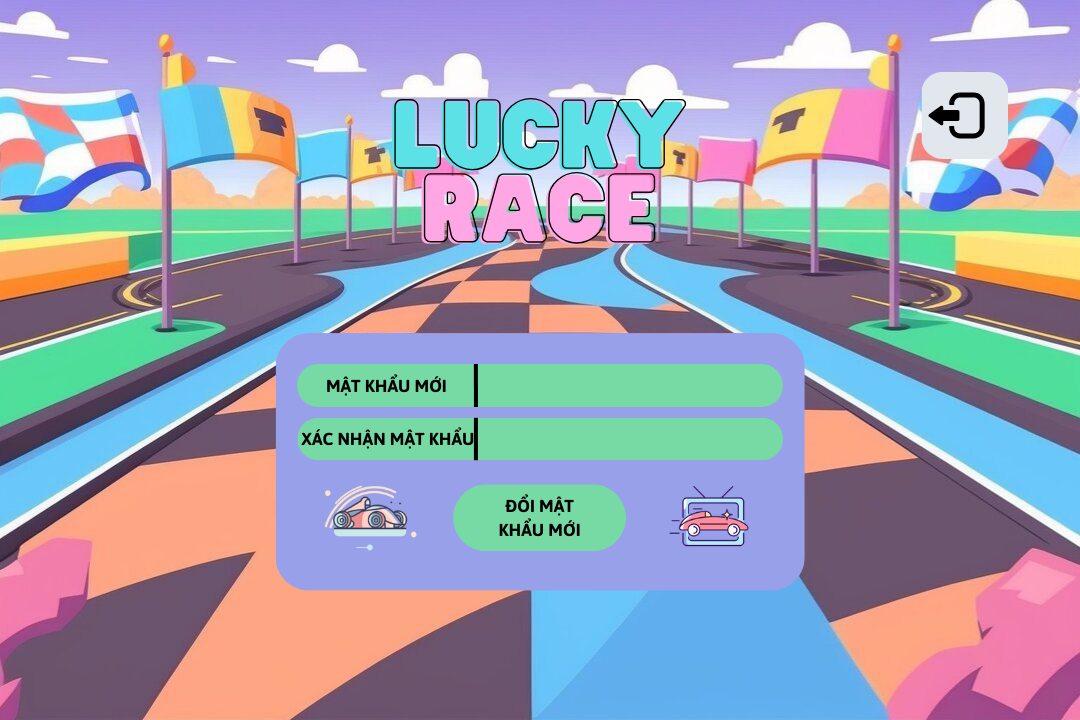 LUCKY
RACE
MẬT KHẨU MỚI
XÁC NHẬN MẬT KHẨU
ĐỔI MẬT
KHẨU MỚI